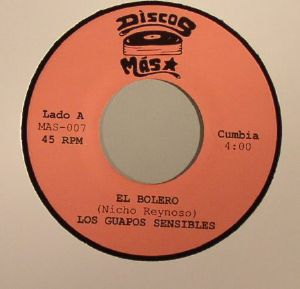 DISCOS
MÁS
Lado A
MAS-007
45 RPM
Cumbia
4:00
EL BOLERO
(Nicho Reynoso)
LOS GUAPOS SENSIBLES